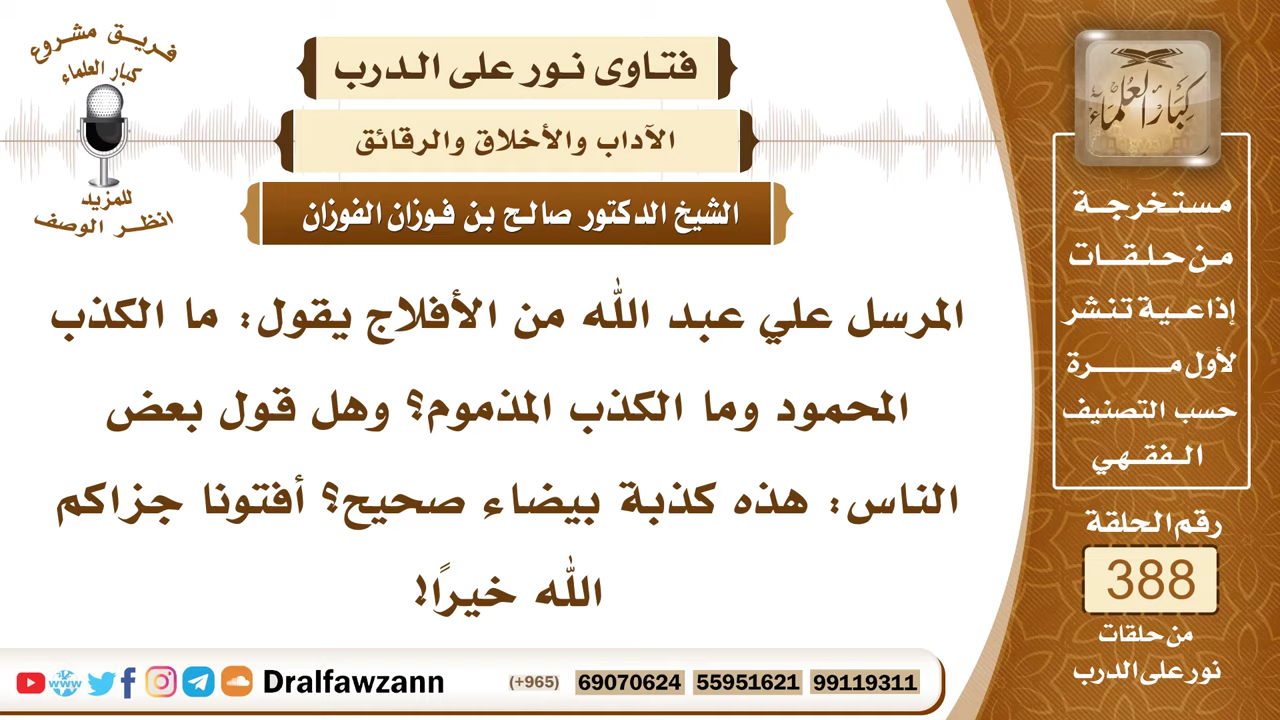 فريق مشروع
كبار العلماء
للمزيد
انظر الوصف
فتاوى نور على الدرب
الآداب والأخلاق والرقائق
الشيخ الدكتور صالح بن فوزان الفوزان
المرسل علي عبد الله من الأفلاج يقول: ما الكذب
المحمود وما الكذب المذموم؟ وهل قول بعض
الناس: هذه كذبة بيضاء صحيح؟ أفتونا جزاكم
الله خيرًا!
كبار العلماء
مستخرجة
من حلقات
إذاعية تنشر
لأول مرة
حسب التصنيف
الفقهي
رقم الحلقة
388
من حلقات
نور على الدرب
www Dralfawzann (+965) 69070624 55951621 99119311